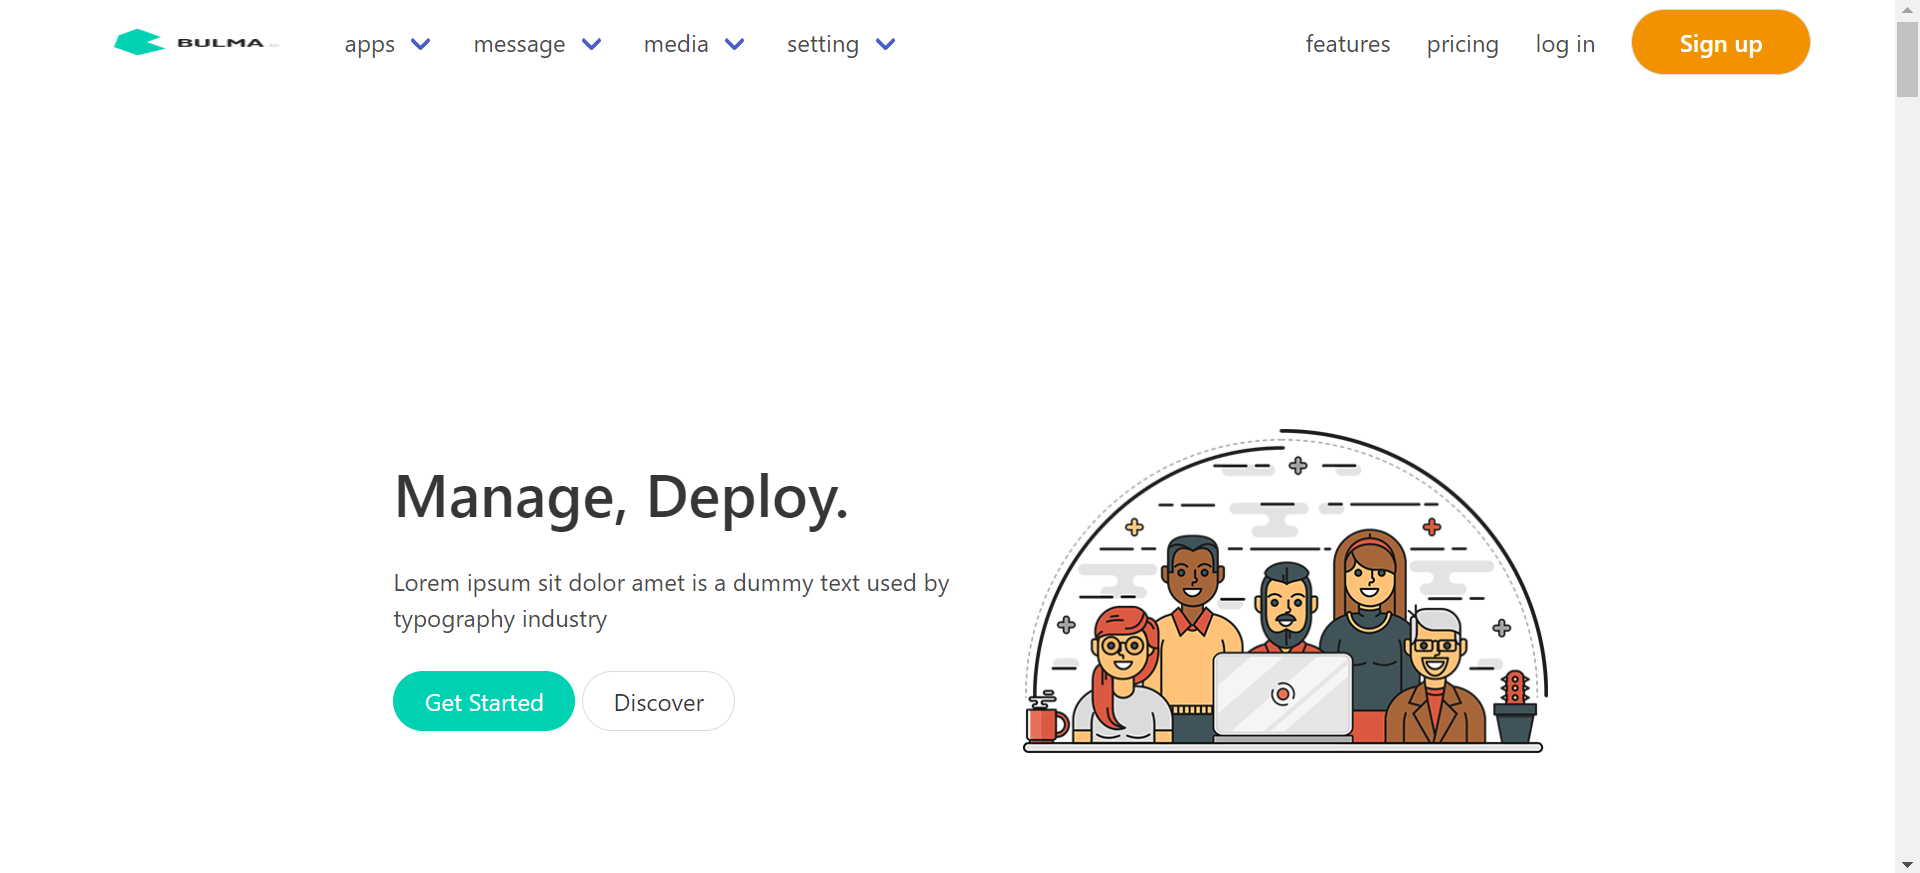 BULMA
apps
message
media
setting
features
pricing
log in
Sign up
Manage, Deploy.
Lorem ipsum sit dolor amet is a dummy text used by
typography industry
Get Started
Discover